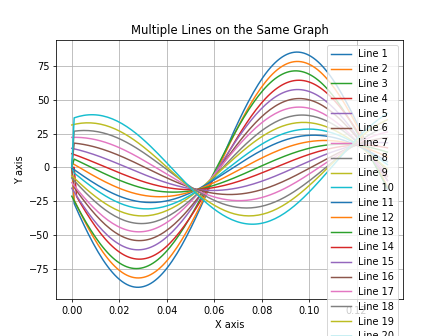 Multiple Lines on the Same Graph
Y axis
75
50
25
0
−25
−50
−75
0.00
0.02
0.04
0.06
0.08
0.10
X axis
Line 1
Line 2
Line 3
Line 4
Line 5
Line 6
Line 7
Line 8
Line 9
Line 10
Line 11
Line 12
Line 13
Line 14
Line 15
Line 16
Line 17
Line 18
Line 19
Line 20